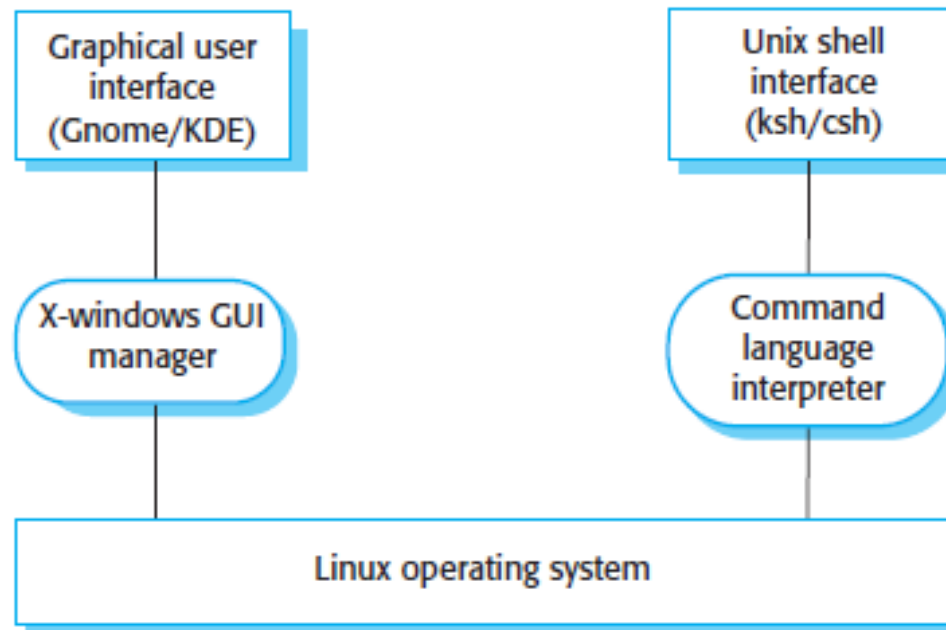 Graphical user
interface
(Gnome/KDE)
Unix shell
interface
(ksh/csh)
X-windows GUI
manager
Command
language
interpreter
Linux operating system